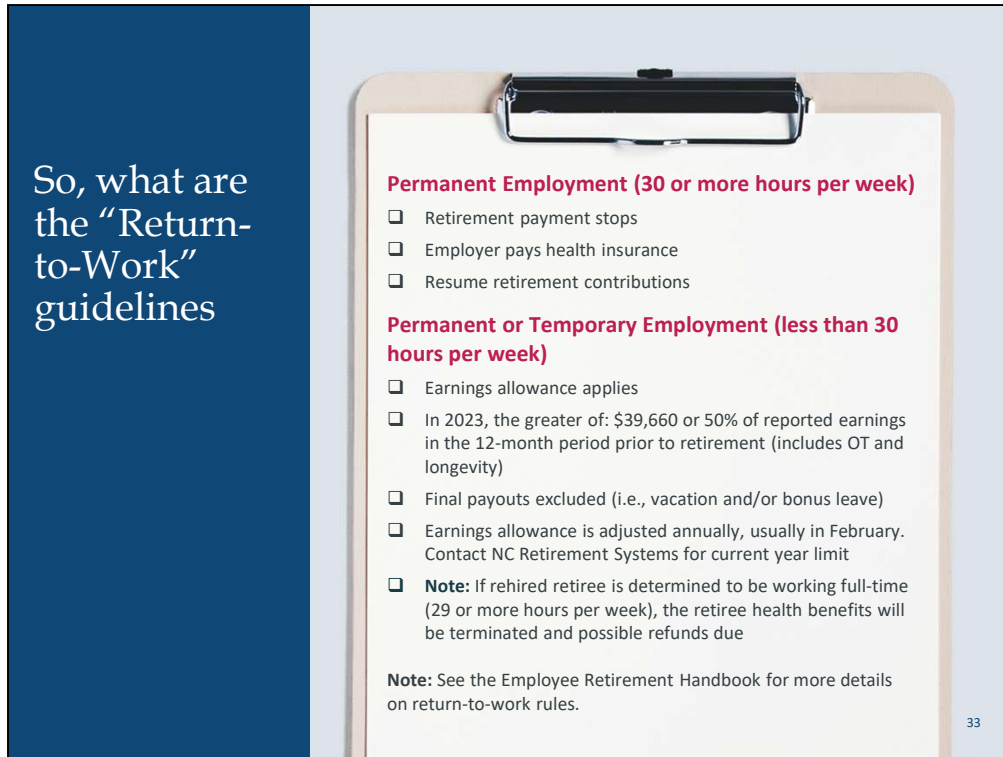 So, what are
the “Return-
to-Work”
guidelines
Permanent Employment (30 or more hours per week)
❑ Retirement payment stops
❑ Employer pays health insurance
❑ Resume retirement contributions
Permanent or Temporary Employment (less than 30
hours per week)
❑ Earnings allowance applies
❑ In 2023, the greater of: $39,660 or 50% of reported earnings
in the 12-month period prior to retirement (includes OT and
longevity)
❑ Final payouts excluded (i.e., vacation and/or bonus leave)
❑ Earnings allowance is adjusted annually, usually in February.
Contact NC Retirement Systems for current year limit
❑ Note: If rehired retiree is determined to be working full-time
(29 or more hours per week), the retiree health benefits will
be terminated and possible refunds due
Note: See the Employee Retirement Handbook for more details
on return-to-work rules.
33